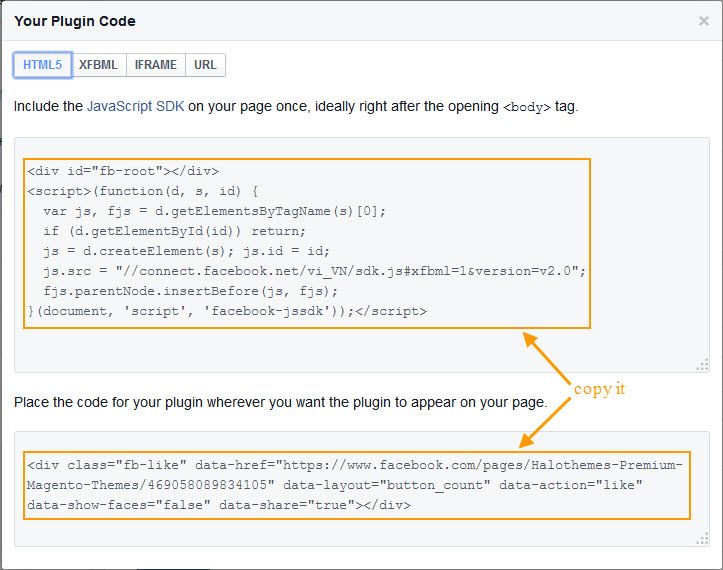 Your Plugin Code
×
HTML5 XFBML IFRAME URL
Include the JavaScript SDK on your page once, ideally right after the opening <body> tag.
<div id="fb-root"></div>
<script>(function(d, s, id) {
  var js, fjs = d.getElementsByTagName(s)[0];
  if (d.getElementById(id)) return;
  js = d.createElement(s); js.id = id;
  js.src = "//connect.facebook.net/vi_VN/sdk.js#xfbml=1&version=v2.0";
  fjs.parentNode.insertBefore(js, fjs);
}(document, 'script', 'facebook-jssdk'));</script>
copy it
Place the code for your plugin wherever you want the plugin to appear on your page.
<div class="fb-like" data-href="https://www.facebook.com/pages/Halothemes-Premium-
Magento-Themes/469058089834105" data-layout="button_count" data-action="like"
data-show-faces="false" data-share="true"></div>